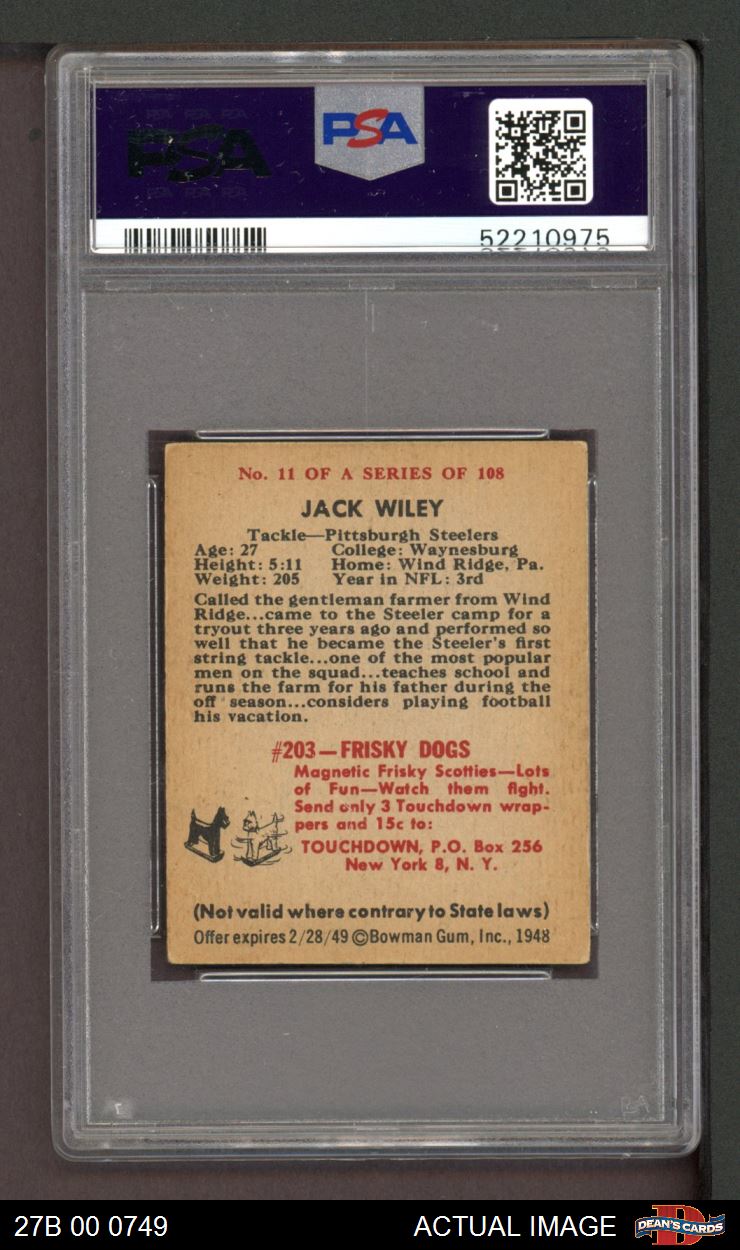 PSA PSA PSA
PSA
PSA PSA PSA
PSA
52210975
No. 11 OF A SERIES OF 108
JACK WILEY
Tackle—Pittsburgh Steelers
Age: 27 College: Waynesburg
Height: 5:11 Home: Wind Ridge, Pa.
Weight: 205 Year in NFL: 3rd
Called the gentleman farmer from Wind
Ridge...came to the Steeler camp for a
tryout three years ago and performed so
well that he became the Steeler's first
string tackle...one of the most popular
men on the squad...teaches school and
runs the farm for his father during the
off season...considers playing football
his vacation.
#203—FRISKY DOGS
Magnetic Frisky Scotties—Lots
of Fun—Watch them fight.
Send only 3 Touchdown wrap-
pers and 15c to:
TOUCHDOWN, P.O. Box 256
New York 8, N. Y.
(Not valid where contrary to State laws)
Offer expires 2/28/49 ©Bowman Gum, Inc., 1948
27B 00 0749
ACTUAL IMAGE
D
DEAN'S CARDS